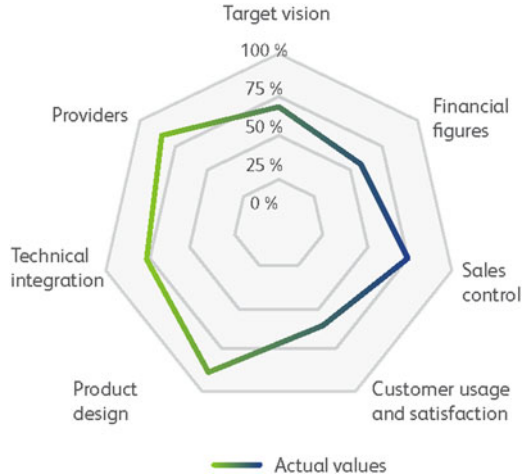 Target vision
100 %
75 %
50 %
25 %
0 %
Providers
Financial
figures
Technical
integration
Sales
control
Product
design
Customer usage
and satisfaction
Actual values